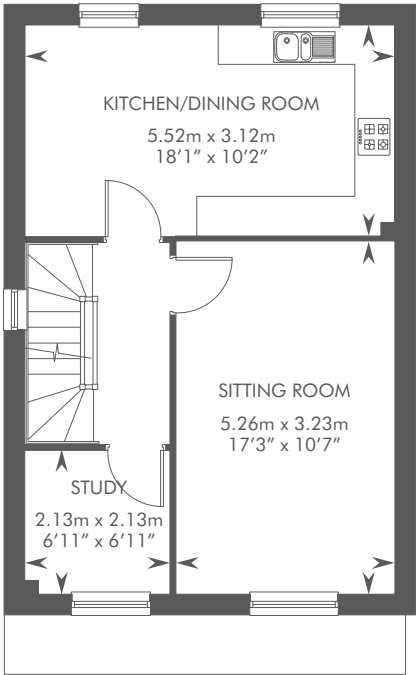 KITCHEN/DINING ROOM
5.52m x 3.12m
18’1” x 10’2”
SITTING ROOM
5.26m x 3.23m
17’3” x 10’7”
STUDY
2.13m x 2.13m
6’11” x 6’11”